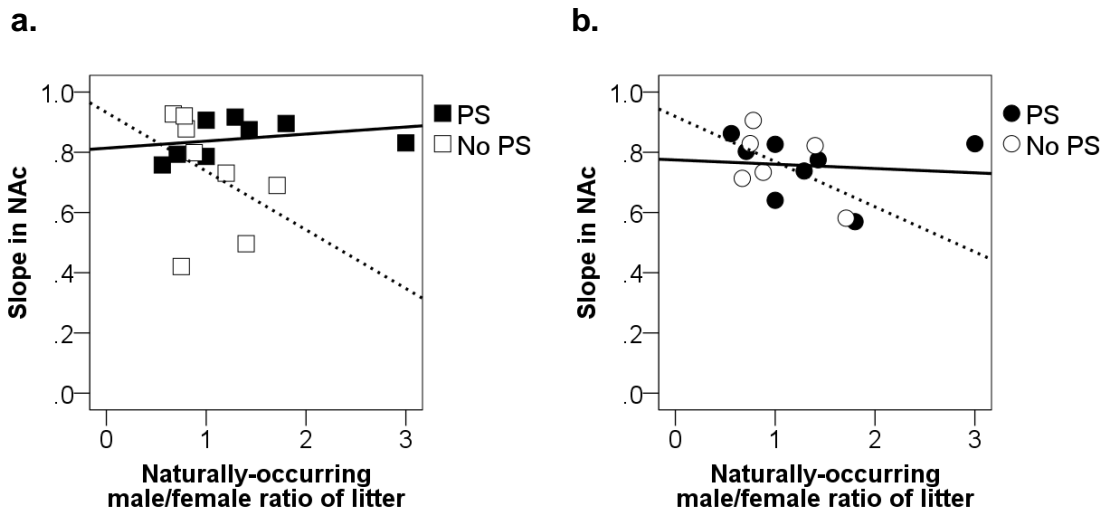 a.
Slope in NAc
1.0
.8
.6
.4
.2
.0
0 1 2 3
Naturally-occurring
male/female ratio of litter
PS
No PS
b.
Slope in NAc
1.0
.8
.6
.4
.2
.0
0 1 2 3
Naturally-occurring
male/female ratio of litter
PS
No PS